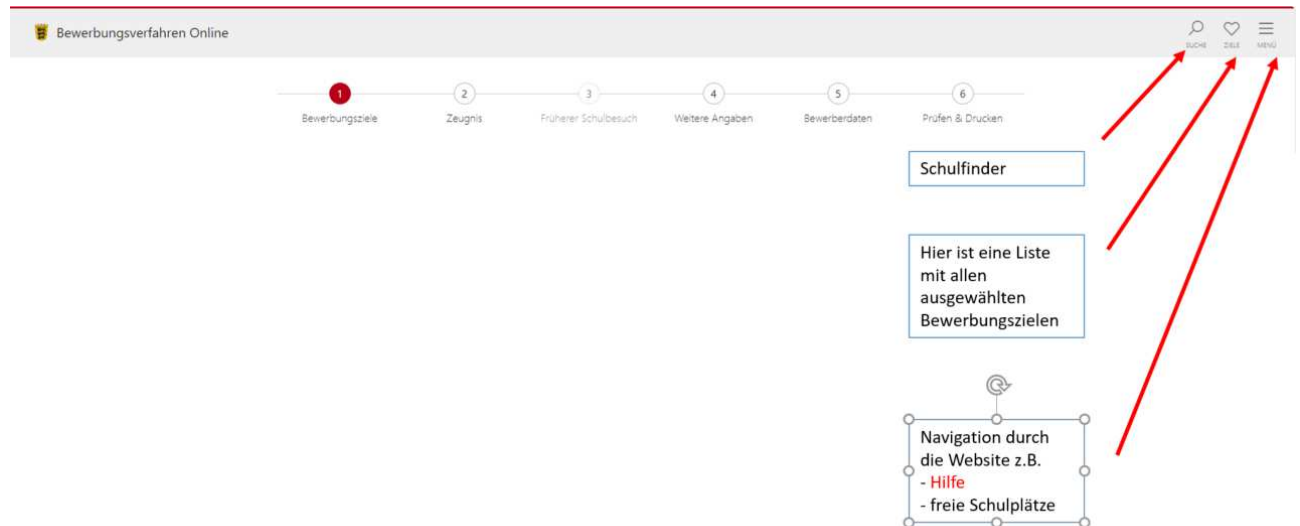 Bewerbungsverfahren Online
SUCHE ZIELE MENÜ
1 2 3 4 5 6
Bewerbungsziele Zeugnis Früherer Schulbesuch Weitere Angaben Bewerberdaten Prüfen & Drucken
Schulfinder
Hier ist eine Liste
mit allen
ausgewählten
Bewerbungszielen
Navigation durch
die Website z.B.
- Hilfe
- freie Schulplätze